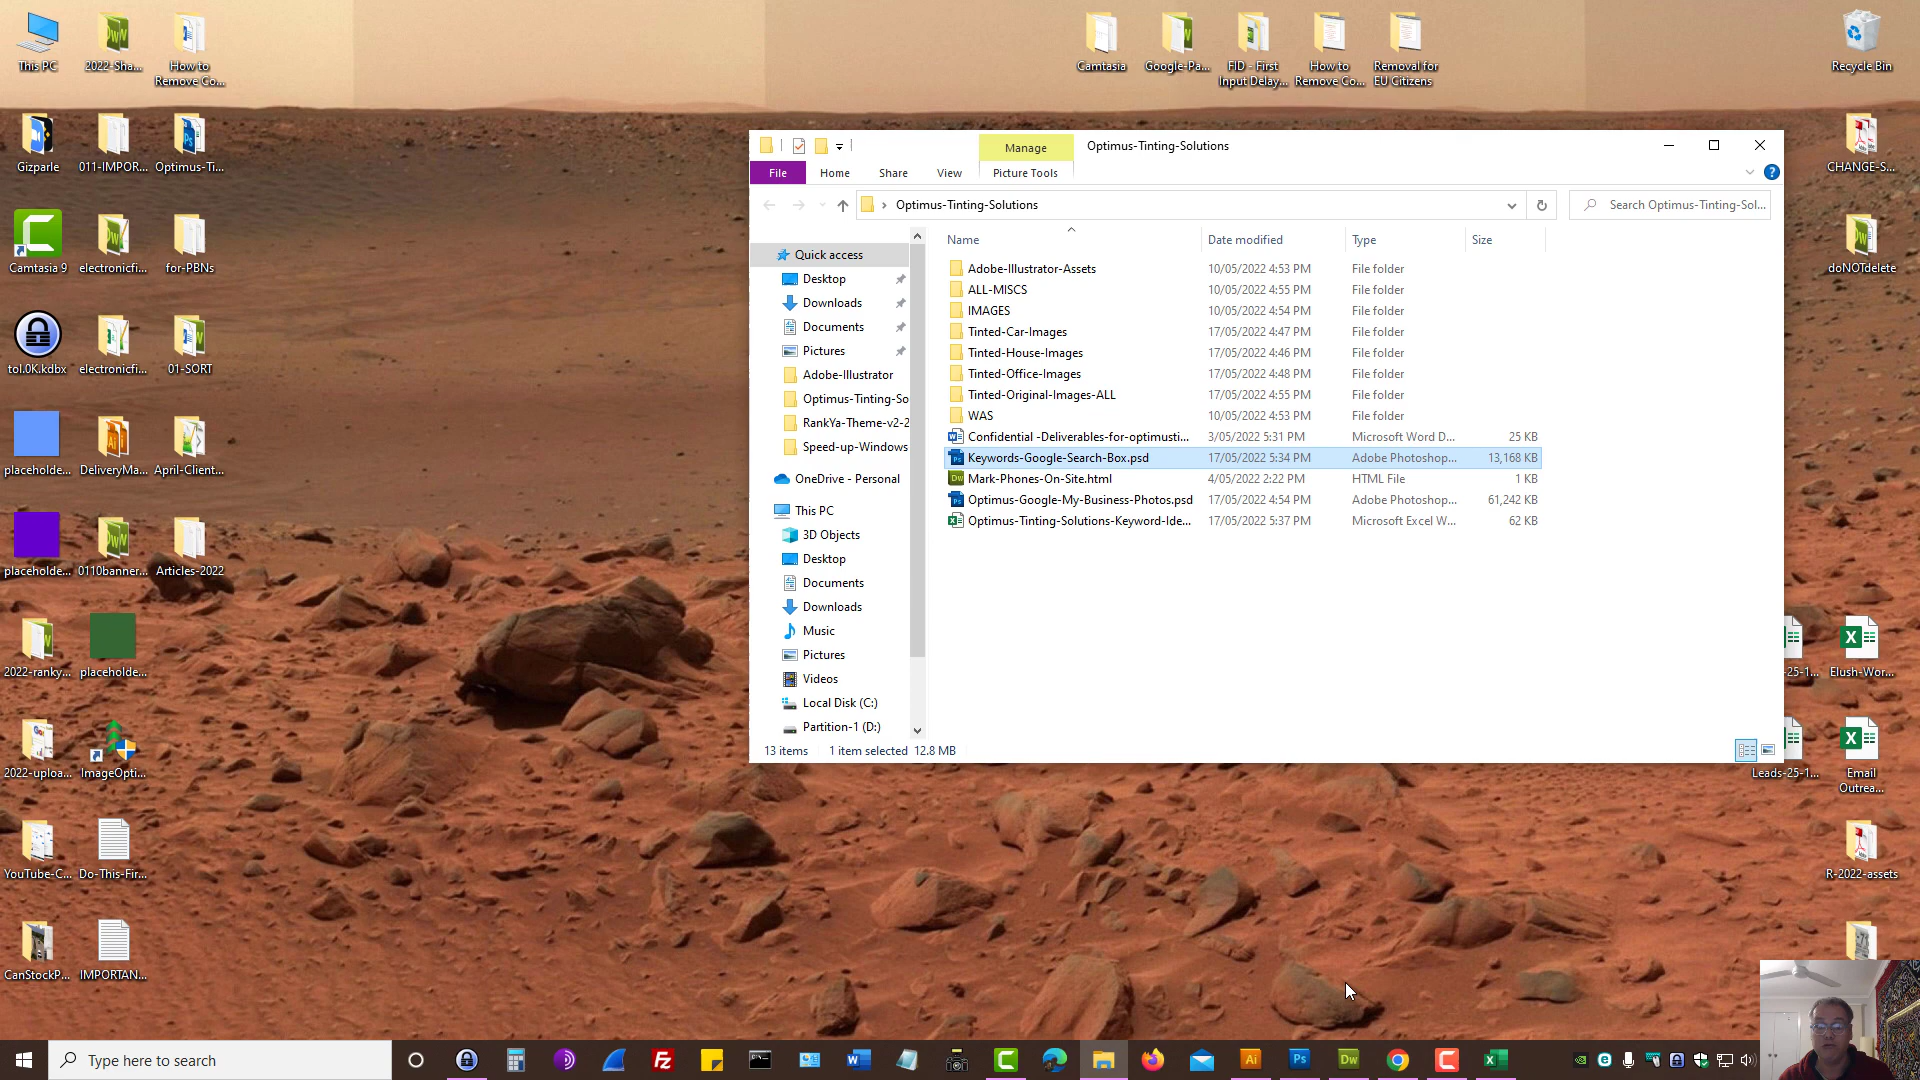 This PC
2022-Sha...
How to
Remove Co...
Camtasia
Google-Pa...
FID - First
Input Delay...
How to
Remove Co...
Removal for
EU Citizens
Recycle Bin
Gizparle
011-IMPOR...
Optimus-Ti...
CHANGE-S...
Camtasia 9
electronicfi...
for-PBNs
doNOTdelete
tol.0K.kdbx
electronicfi...
01-SORT
placeholde...
DeliveryMa...
April-Client...
placeholde...
0110banner...
Articles-2022
2022-ranky...
placeholde...
-25-1...
Elush-Wor...
2022-uploa...
ImageOpti...
Leads-25-1...
Email
Outrea...
YouTube-C...
Do-This-Fir...
R-2022-assets
CanStockP...
IMPORTAN...
Manage
Optimus-Tinting-Solutions
File
Home
Share
View
Picture Tools
Optimus-Tinting-Solutions
Search Optimus-Tinting-Sol...
Quick access
Desktop
Downloads
Documents
Pictures
Adobe-Illustrator
Optimus-Tinting-So
RankYa-Theme-v2-2
Speed-up-Windows
OneDrive - Personal
This PC
3D Objects
Desktop
Documents
Downloads
Music
Pictures
Videos
Local Disk (C:)
Partition-1 (D:)
Name Date modified Type Size
Adobe-Illustrator-Assets 10/05/2022 4:53 PM File folder
ALL-MISCS 10/05/2022 4:55 PM File folder
IMAGES 10/05/2022 4:54 PM File folder
Tinted-Car-Images 17/05/2022 4:47 PM File folder
Tinted-House-Images 17/05/2022 4:46 PM File folder
Tinted-Office-Images 17/05/2022 4:48 PM File folder
Tinted-Original-Images-ALL 17/05/2022 4:55 PM File folder
WAS 10/05/2022 4:53 PM File folder
Confidential -Deliverables-for-optimusti... 3/05/2022 5:31 PM Microsoft Word D... 25 KB
Keywords-Google-Search-Box.psd 17/05/2022 5:34 PM Adobe Photoshop... 13,168 KB
Mark-Phones-On-Site.html 4/05/2022 2:22 PM HTML File 1 KB
Optimus-Google-My-Business-Photos.psd 17/05/2022 4:54 PM Adobe Photoshop... 61,242 KB
Optimus-Tinting-Solutions-Keyword-Ide... 17/05/2022 5:37 PM Microsoft Excel W... 62 KB
13 items 1 item selected 12.8 MB
Type here to search